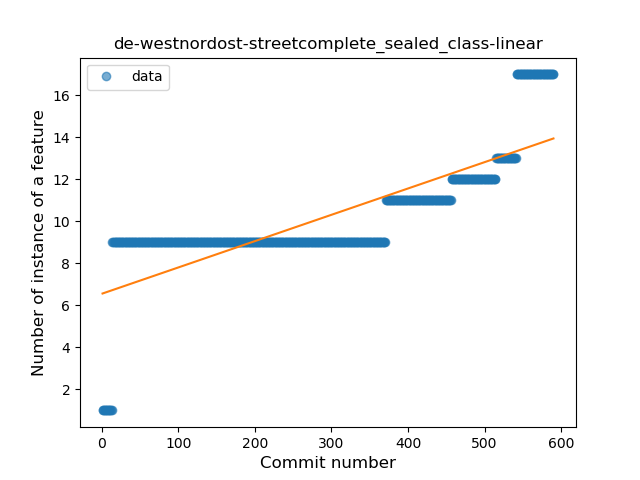 de-westnordost-streetcomplete_sealed_class-linear
data
Number of instance of a feature
16
14
12
10
8
6
4
2
0 100 200 300 400 500 600
Commit number